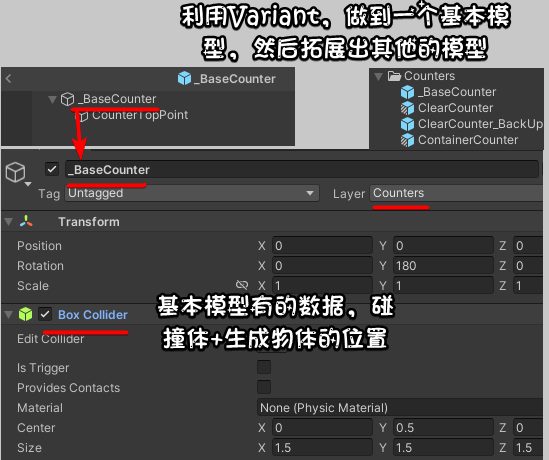 利用Variant，做到一个基本模
型，然后拓展出其他的模型
_BaseCounter
_BaseCounter
CounterTopPoint
Counters
_BaseCounter
ClearCounter
ClearCounter_BackUp
ContainerCounter
_BaseCounter
Tag Untagged Layer Counters
Transform
Position X 0 Y 0 Z 0
Rotation X 0 Y 180 Z 0
Scale X 1 Y 1 Z 1
基本模型有的数据，碰
撞体+生成物体的位置
Box Collider
Edit Collider
Is Trigger
Provides Contacts
Material None (Physic Material)
Center X 0 Y 0.5 Z 0
Size X 1.5 Y 1.5 Z 1.5